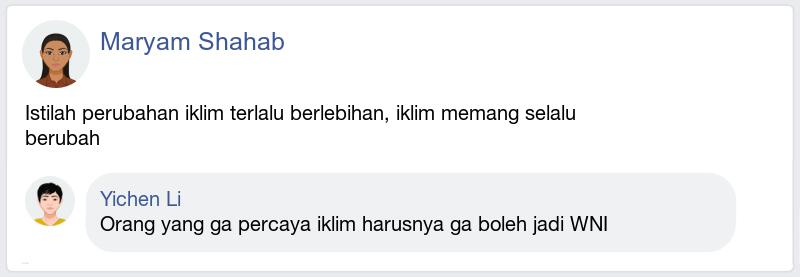 Maryam Shahab
Istilah perubahan iklim terlalu berlebihan, iklim memang selalu
berubah
Yichen Li
Orang yang ga percaya iklim harusnya ga boleh jadi WNI